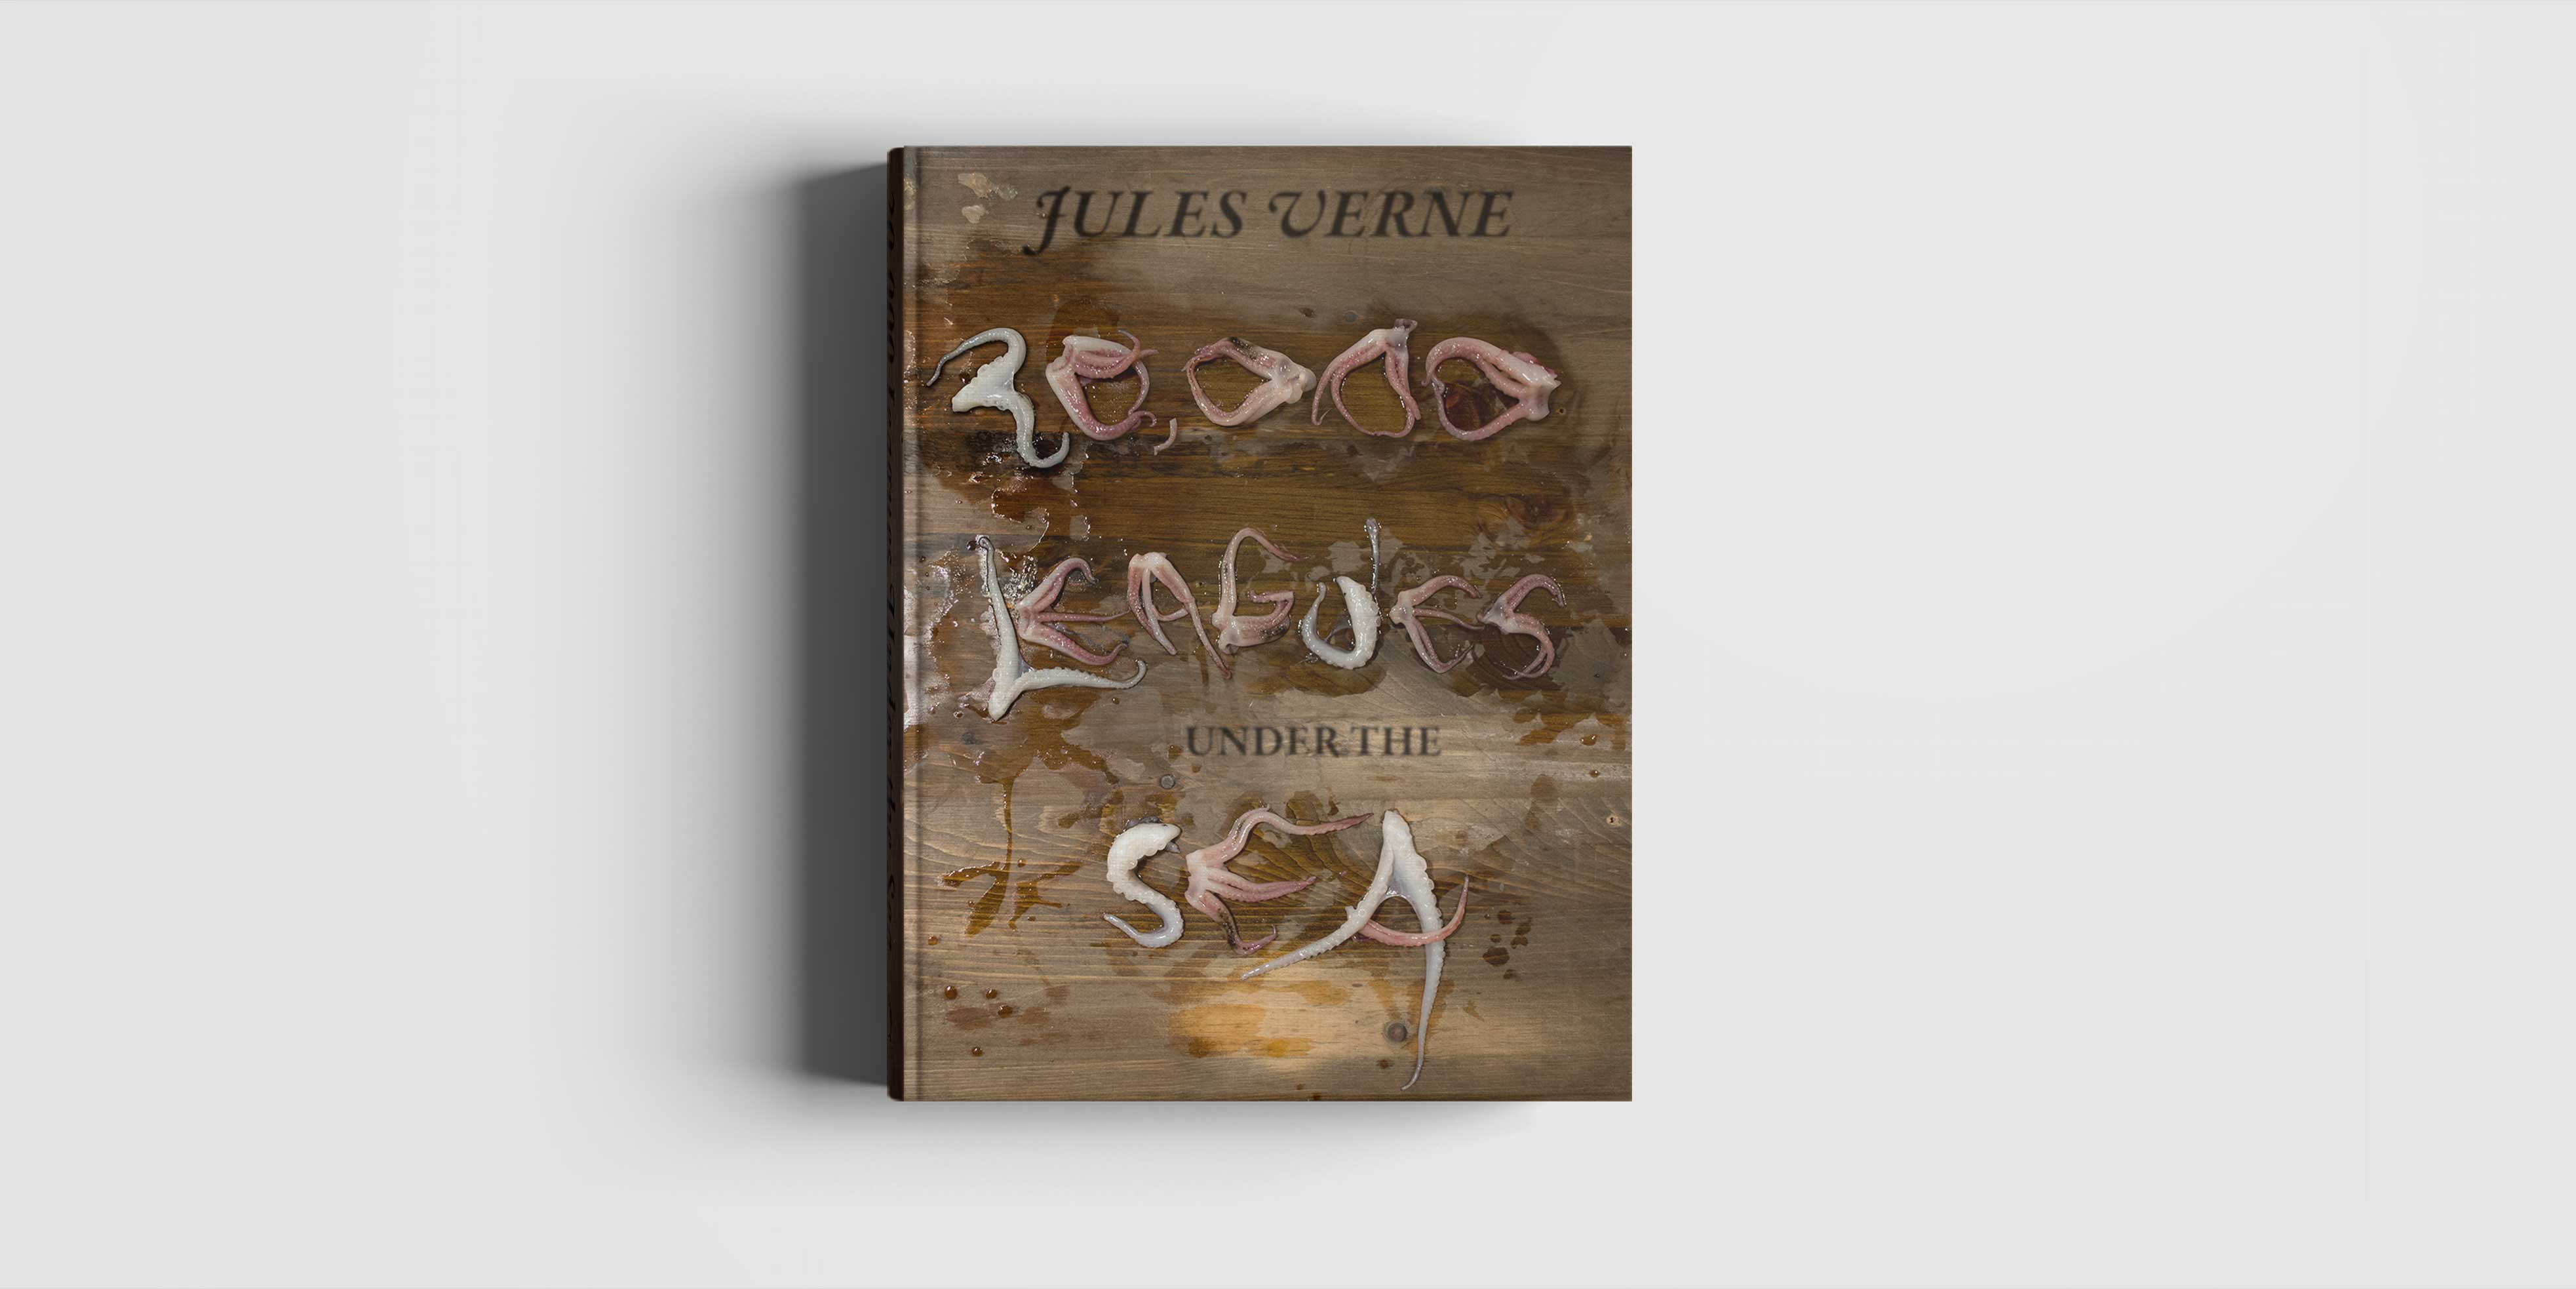 JULES VERNE
20,000
LEAGUES
UNDER THE
SEA